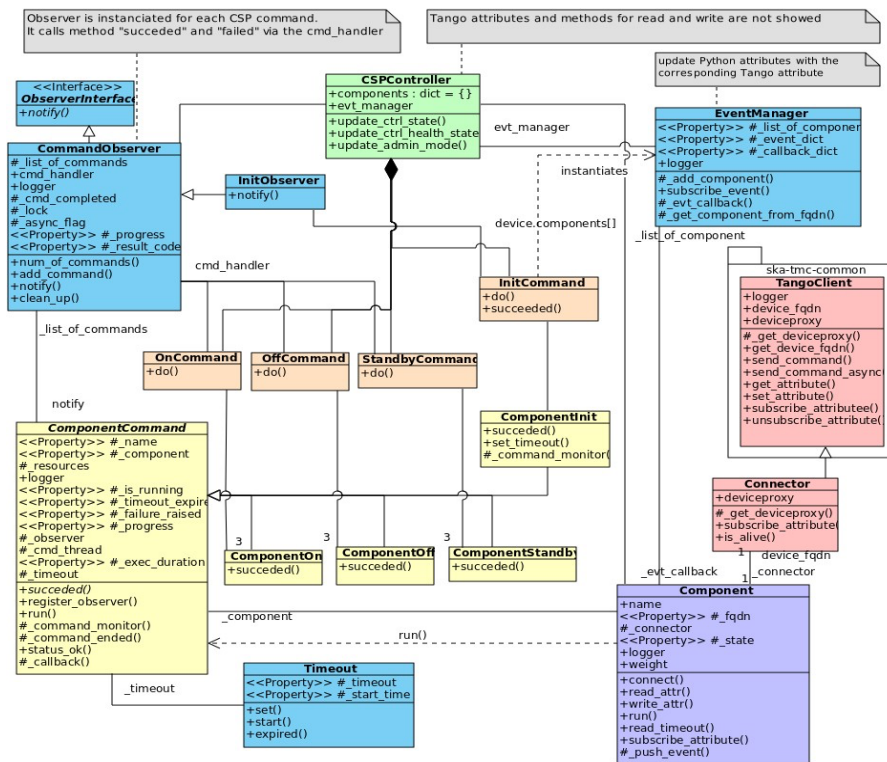 Observer is instanciated for each CSP command.
It calls method "succeded" and "failed" via the cmd_handler
Tango attributes and methods for read and write are not showed
update Python attributes with the
corresponding Tango attribute
<<Interface>>
ObserverInterface
+notify()
CSPController
+components : dict = {}
+evt_manager
+update_ctrl_state()
+update_ctrl_health_state
+update_admin_mode()
evt_manager
EventManager
<<Property>> #_list_of_componer
<<Property>> #_event_dict
<<Property>> #_callback_dict
+logger
#_add_component()
+subscribe_event()
#_evt_callback()
#_get_component_from_fqdn()
CommandObserver
#_list_of_commands
+cmd_handler
+logger
#_cmd_completed
#_lock
#_async_flag
<<Property>> #_progress
<<Property>> #_result_code
+num_of_commands()
+add_command()
+notify()
+clean_up()
InitObserver
+notify()
instantiates
device.components[]
_list_of_component
cmd_handler
InitCommand
+do()
+succeeded()
ska-tmc-common
TangoClient
+logger
+device_fqdn
+deviceproxy
#_get_deviceproxy()
+get_device_fqdn()
+send_command()
+send_command_async(
+get_attribute()
+set_attribute()
+subscribe_attributee()
+unsubscribe_attribute()
_list_of_commands
OnCommand
+do()
OffCommand
+do()
StandbyCommand
+do()
notify
ComponentCommand
<<Property>> #_name
<<Property>> #_component
#_resources
+logger
<<Property>> #_is_running
<<Property>> #_timeout_expire
<<Property>> #_failure_raised
<<Property>> #_progress
#_observer
#_cmd_thread
<<Property>> #_exec_duration
#_timeout
+succeded()
+register_observer()
+run()
#_command_monitor()
#_command_ended()
+status_ok()
#_callback()
ComponentInit
+succeded()
+set_timeout()
#_command_monitor(
Connector
+deviceproxy
#_get_deviceproxy()
+subscribe_attribute(
+is_alive()
3
3
3
ComponentOn
+succeded()
ComponentOff
+succeded()
ComponentStandby
+succeded()
1
device_fqdn
_evt_callback
1
_connector
Component
+name
<<Property>> #_fqdn
#_connector
<<Property>> #_state
+logger
+weight
+connect()
+read_attr()
+write_attr()
+run()
+read_timeout()
+subscribe_attribute()
#_push_event()
_component
run()
_timeout
Timeout
<<Property>> #_timeout
<<Property>> #_start_time
+set()
+start()
+expired()